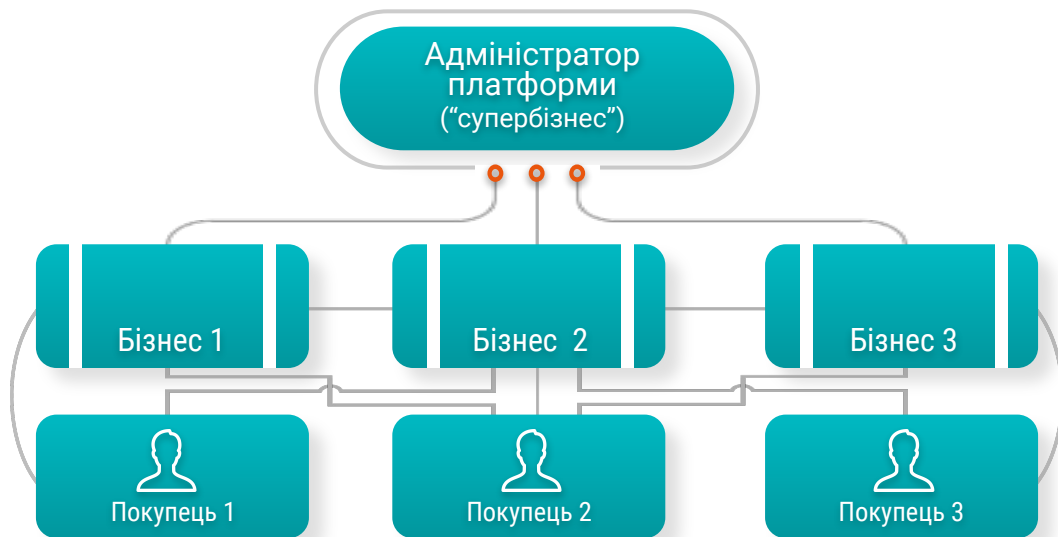 Адміністратор
платформи
(“супербізнес”)
Бізнес 1
Бізнес 2
Бізнес 3
Покупець 1
Покупець 2
Покупець 3